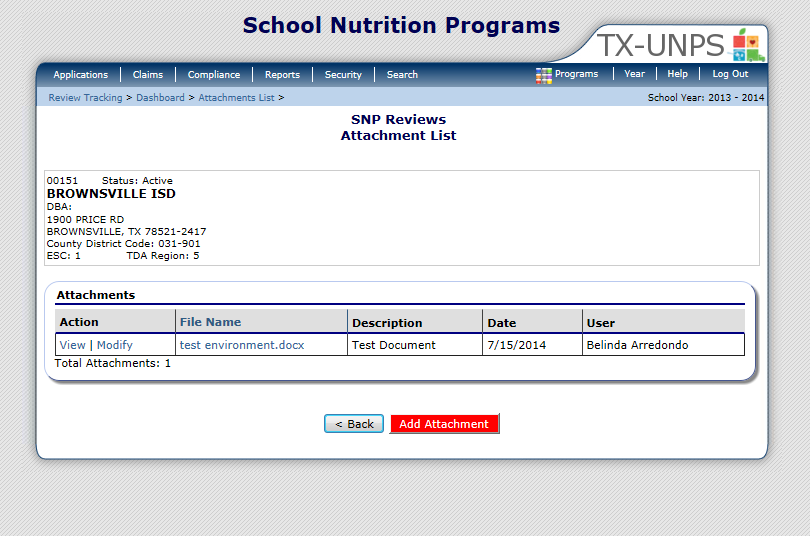 School Nutrition Programs
TX-UNPS
Applications Claims Compliance Reports Security Search Programs Year Help Log Out
Review Tracking > Dashboard > Attachments List > School Year: 2013 - 2014
SNP Reviews
Attachment List
00151 Status: Active
BROWNSVILLE ISD
DBA:
1900 PRICE RD
BROWNSVILLE, TX 78521-2417
County District Code: 031-901
ESC: 1 TDA Region: 5
Attachments
Action File Name Description Date User
View | Modify test environment.docx Test Document 7/15/2014 Belinda Arredondo
Total Attachments: 1
< Back Add Attachment